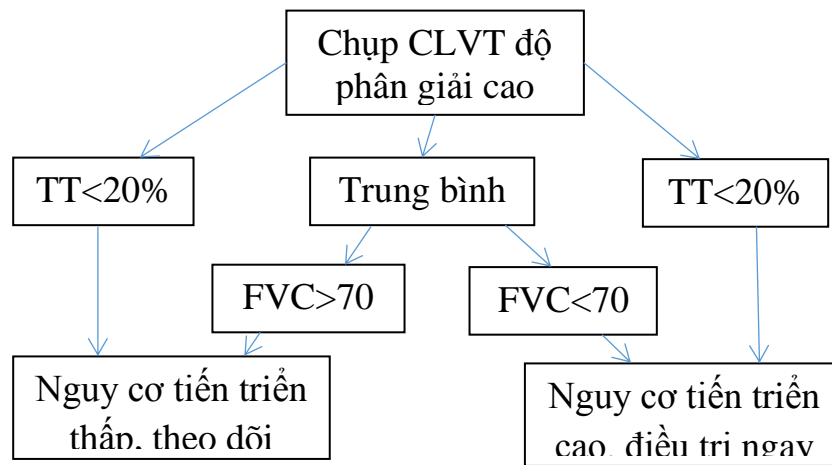 Chụp CLVT độ
phân giải cao
TT<20%
Trung bình
TT<20%
FVC>70
FVC<70
Nguy cơ tiến triển
thấp, theo dõi
Nguy cơ tiến triển
cao, điều trị ngay